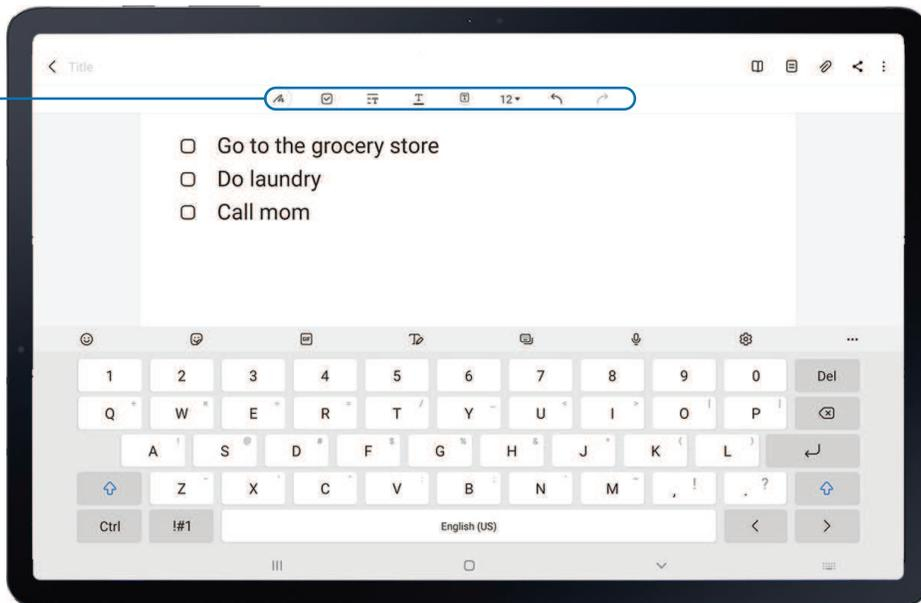 Title
12
Go to the grocery store
Do laundry
Call mom
GIF
1 2 3 4 5 6 7 8 9 0 Del
Q W E R T Y U I O P
A ! S @ D # F $ G % H & J * K ( L )
Z X C V B N M , ! . ?
Ctrl !#1 English (US) < >